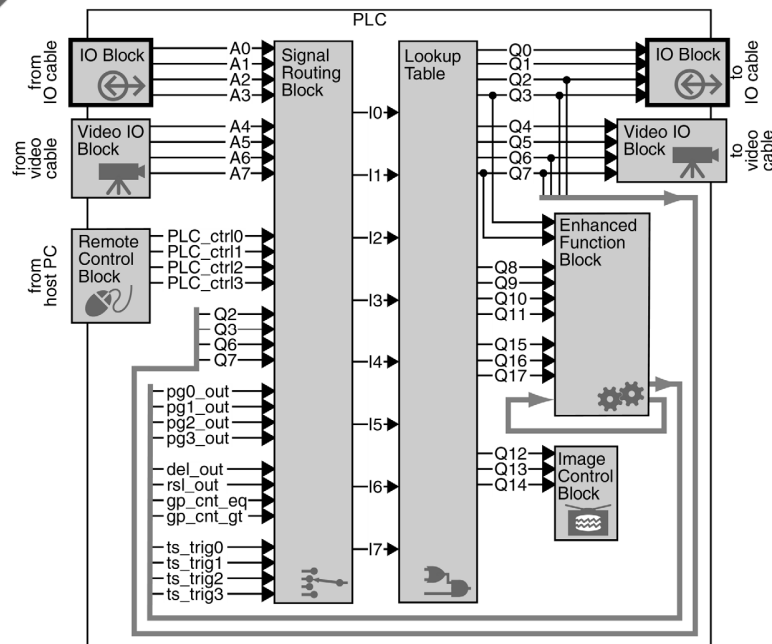 PLC
from
IO cable
IO Block
A0
A1
A2
A3
from
video
cable
Video IO
Block
A4
A5
A6
A7
from
host PC
Remote
Control
Block
PLC_ctrl0
PLC_ctrl1
PLC_ctrl2
PLC_ctrl3
Q2
Q3
Q6
Q7
pg0_out
pg1_out
pg2_out
pg3_out
del_out
rsl_out
gp_cnt_eq
gp_cnt_gt
ts_trig0
ts_trig1
ts_trig2
ts_trig3
Signal
Routing
Block
I0
I1
I2
I3
I4
I5
I6
I7
Lookup
Table
Q0
Q1
Q2
Q3
Q4
Q5
Q6
Q7
Q8
Q9
Q10
Q11
Q15
Q16
Q17
Q12
Q13
Q14
IO Block
to
IO cable
Video IO
Block
to
video
cable
Enhanced
Function
Block
Image
Control
Block